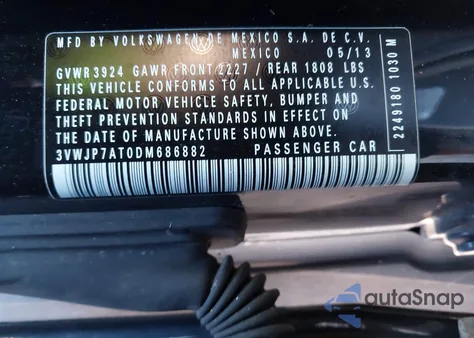 MFD BY VOLKSWAGEN DE MEXICO S.A. DE C.V.
MEXICO 05/13
GVWR 3924 GAWR FRONT 2227 / REAR 1808 LBS
THIS VEHICLE CONFORMS TO ALL APPLICABLE U.S.
FEDERAL MOTOR VEHICLE SAFETY, BUMPER AND
THEFT PREVENTION STANDARDS IN EFFECT ON
THE DATE OF MANUFACTURE SHOWN ABOVE.
3VWJP7AT0DM686882 PASSENGER CAR
2249180 1030 M
autaSnap